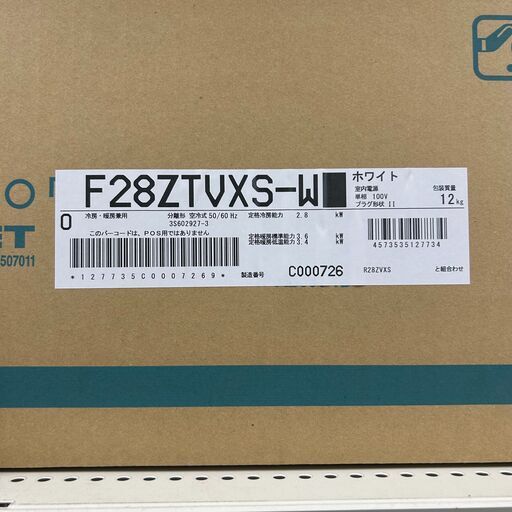 F28ZTVXS-W
ホワイト
室内電源
単相 100V
プラグ形状 II
包装質量
12kg
0
冷房・暖房兼用
分離形 空冷式 50/60 Hz
3S602927-3
このバーコードは、POS用ではありません
定格冷房能力 2.8 kW
定格暖房標準能力 3.6 kW
定格暖房低温能力 3.4 kW
*127735C0007269*
製造番号 C000726
4573535127734
R28ZVXS と組合わせ
507011